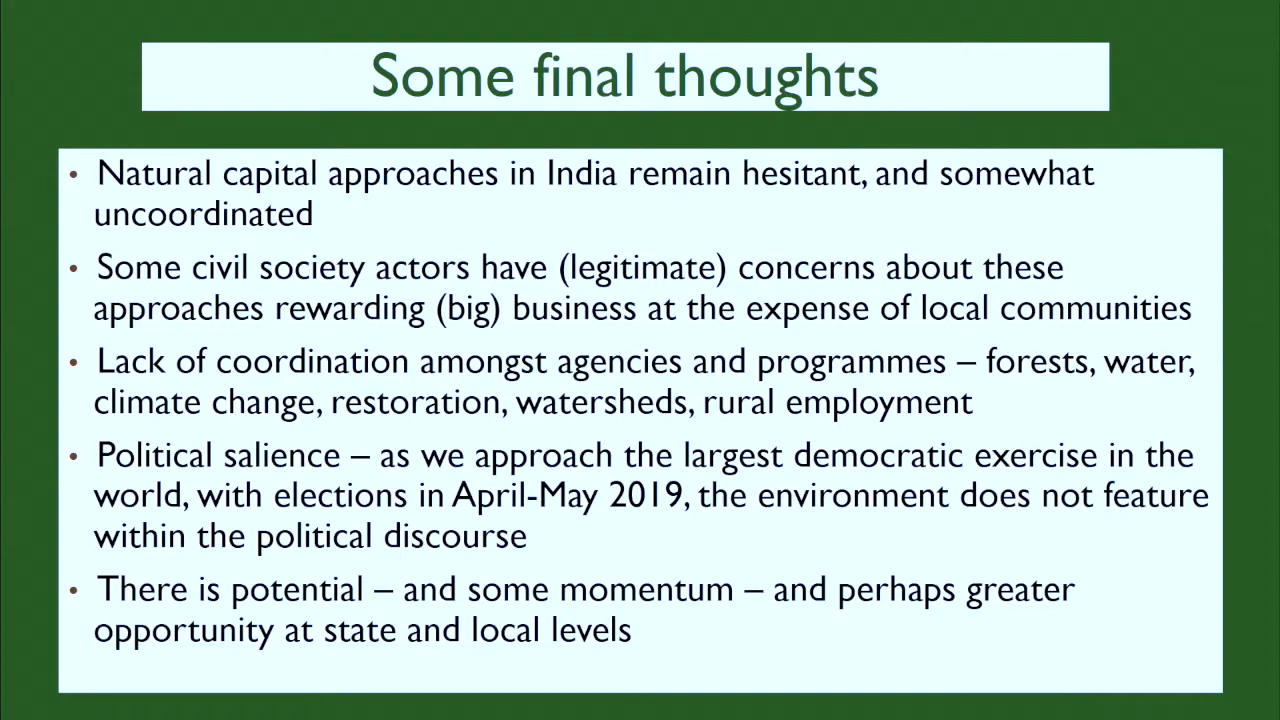 Some final thoughts
• Natural capital approaches in India remain hesitant, and somewhat
uncoordinated
• Some civil society actors have (legitimate) concerns about these
approaches rewarding (big) business at the expense of local communities
• Lack of coordination amongst agencies and programmes – forests, water,
climate change, restoration, watersheds, rural employment
• Political salience – as we approach the largest democratic exercise in the
world, with elections in April-May 2019, the environment does not feature
within the political discourse
• There is potential – and some momentum – and perhaps greater
opportunity at state and local levels